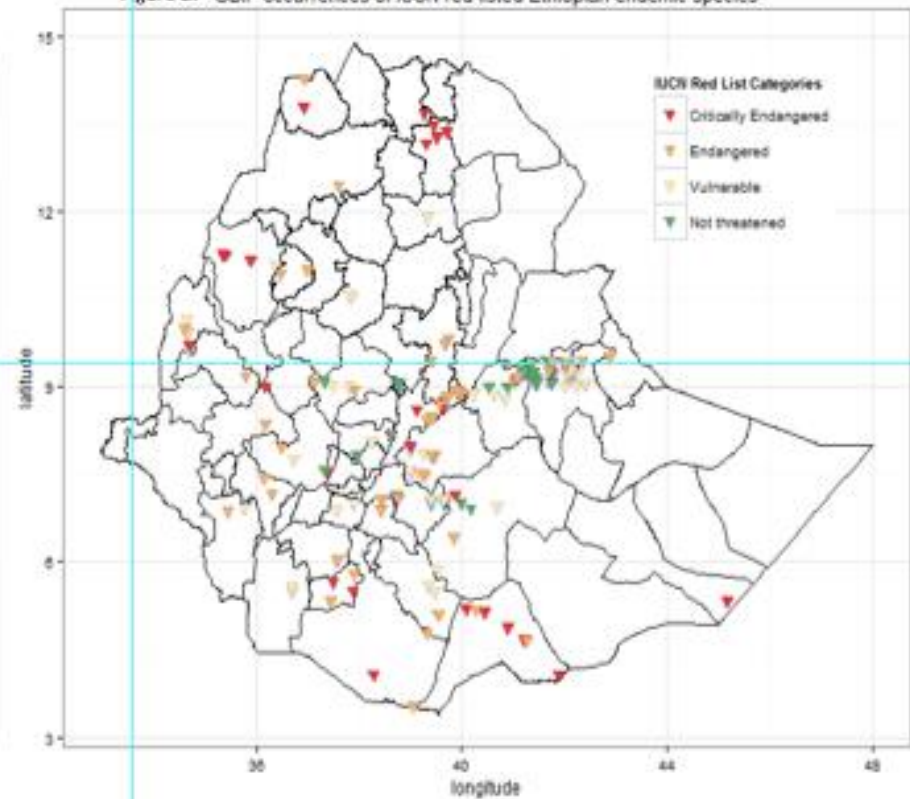 IUCN Red List Categories
Critically Endangered
Endangered
Vulnerable
Not threatened
15
12
9
6
3
latitude
36
40
44
48
longitude